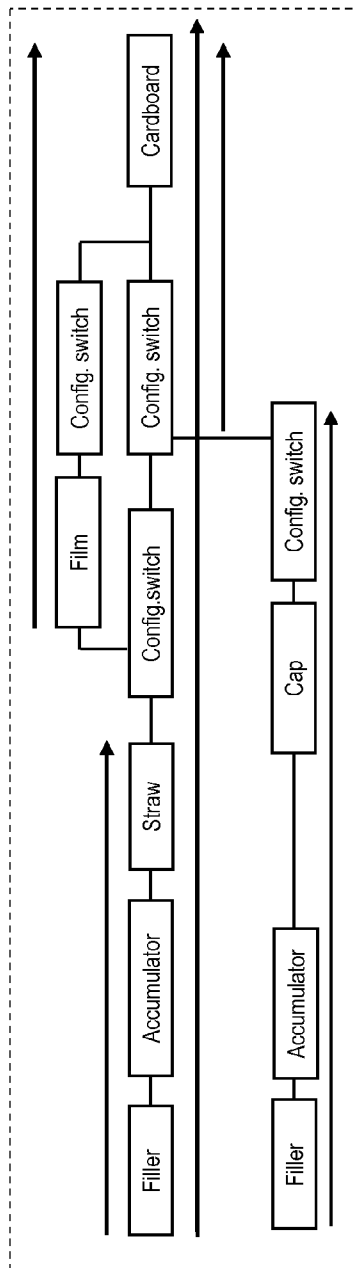 Cardboard
Config. switch
Config. switch
Film
Config.switch
Config. switch
Cap
Straw
Accumulator
Accumulator
Filler
Filler